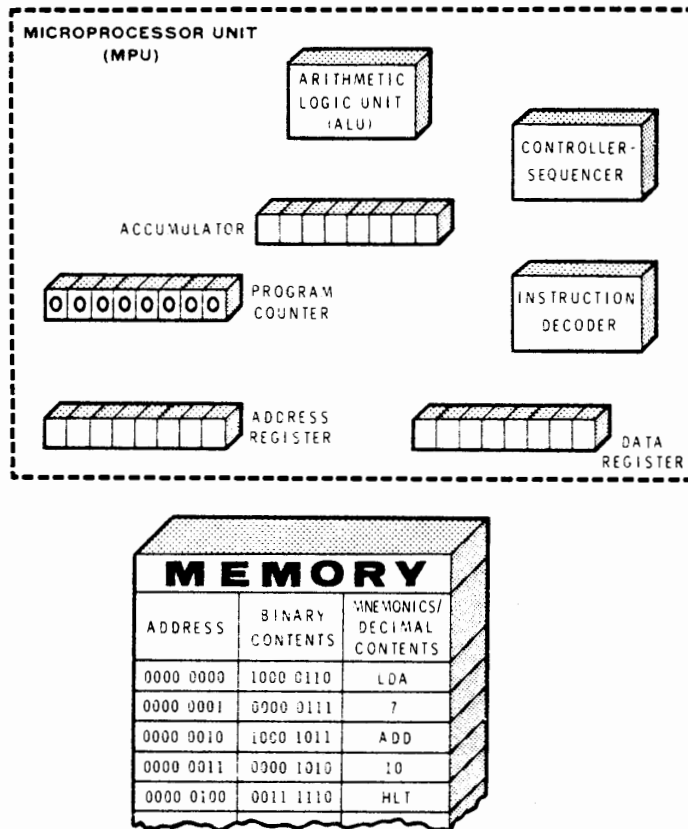 MICROPROCESSOR UNIT
(MPU)
ARITHMETIC
LOGIC UNIT
(ALU)
CONTROLLER-
SEQUENCER
ACCUMULATOR
0 0 0 0 0 0 0 0
PROGRAM
COUNTER
INSTRUCTION
DECODER
ADDRESS
REGISTER
DATA
REGISTER
MEMORY
ADDRESS
BINARY
CONTENTS
MNEMONICS/
DECIMAL
CONTENTS
0000 0000 1000 0110 LDA
0000 0001 0000 0111 7
0000 0010 1000 1011 ADD
0000 0011 0000 1010 10
0000 0100 0011 1110 HLT